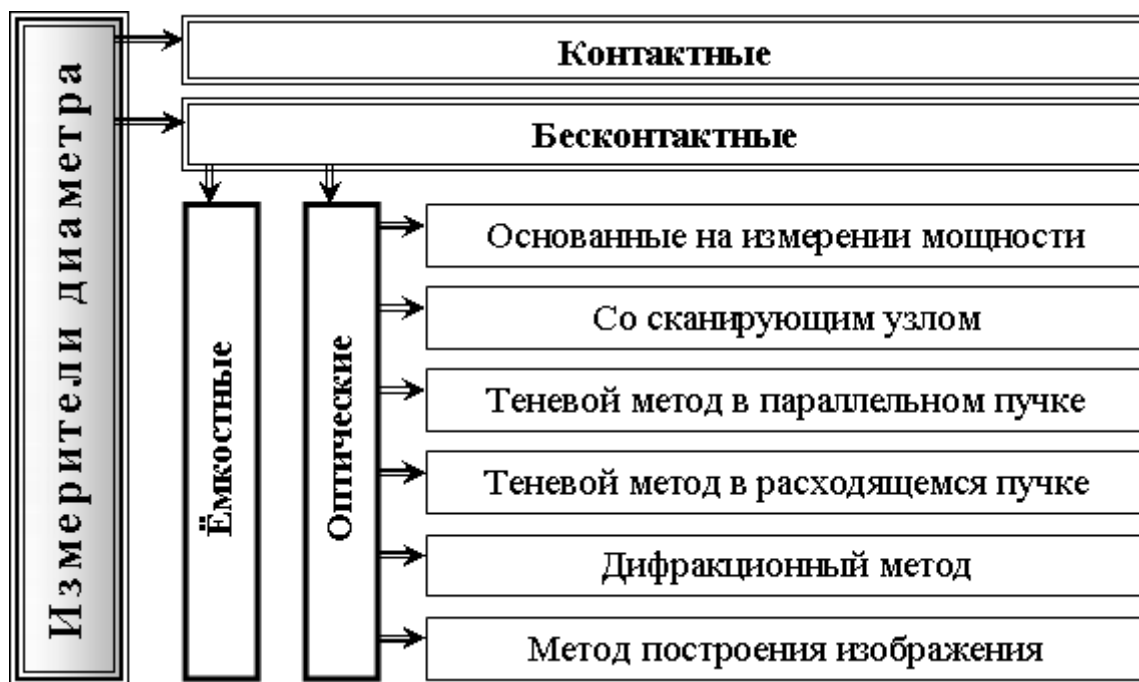 Измерители диаметра
Контактные
Бесконтактные
Ёмкостные
Оптические
Основанные на измерении мощности
Со сканирующим узлом
Теневой метод в параллельном пучке
Теневой метод в расходящемся пучке
Дифракционный метод
Метод построения изображения